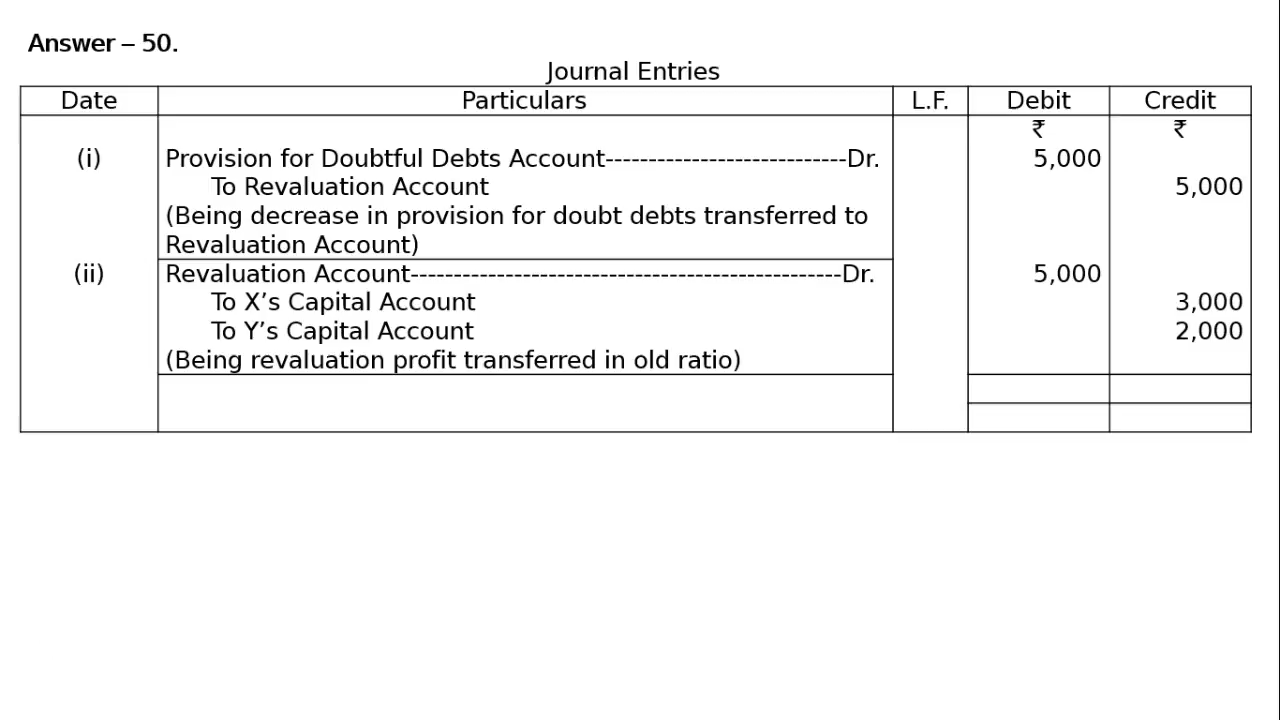 Answer – 50.
Journal Entries
Date Particulars L.F. Debit Credit
₹ ₹
(i) Provision for Doubtful Debts Account----------------------------Dr. 5,000
To Revaluation Account 5,000
(Being decrease in provision for doubt debts transferred to
Revaluation Account)
(ii) Revaluation Account--------------------------------------------------Dr. 5,000
To X’s Capital Account 3,000
To Y’s Capital Account 2,000
(Being revaluation profit transferred in old ratio)